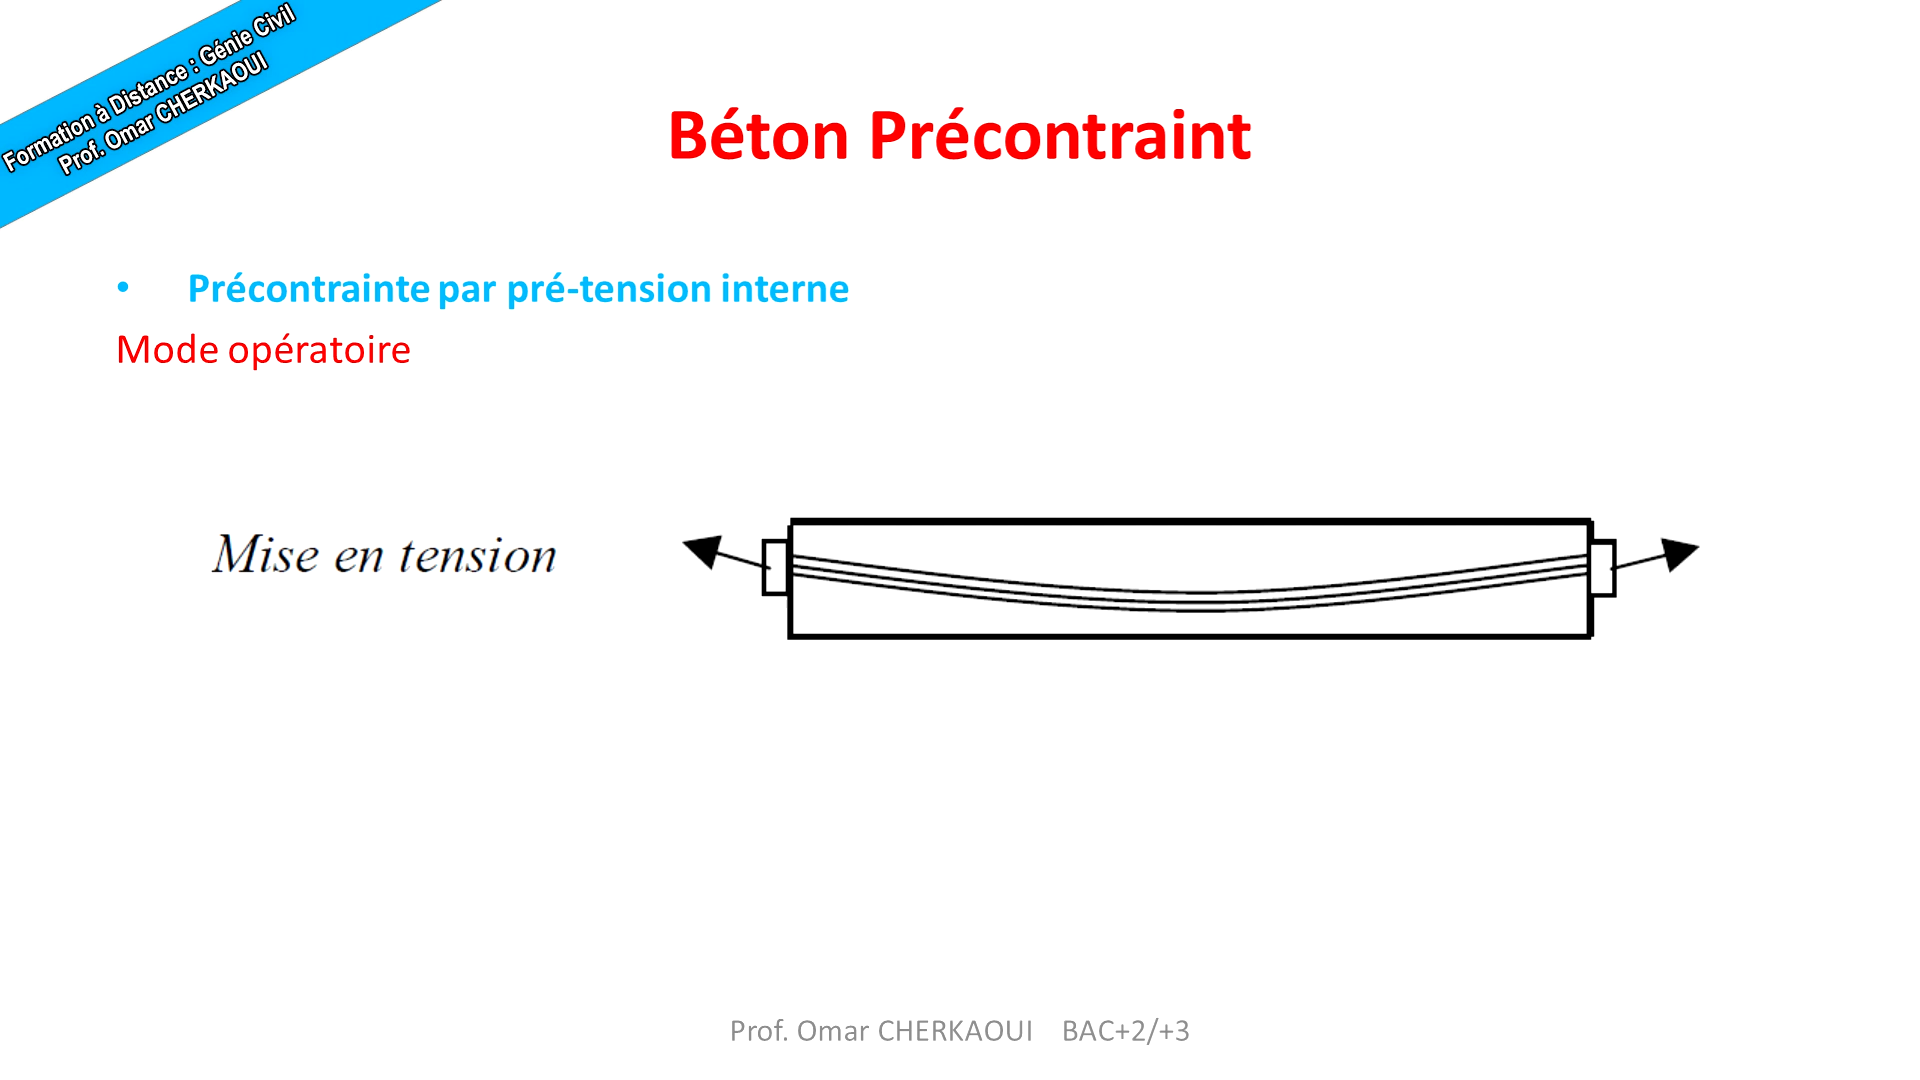 Formation à Distance : Génie Civil
Prof. Omar CHERKAOUI
Béton Précontraint
• Précontrainte par pré-tension interne
Mode opératoire
Mise en tension
Prof. Omar CHERKAOUI BAC+2/+3